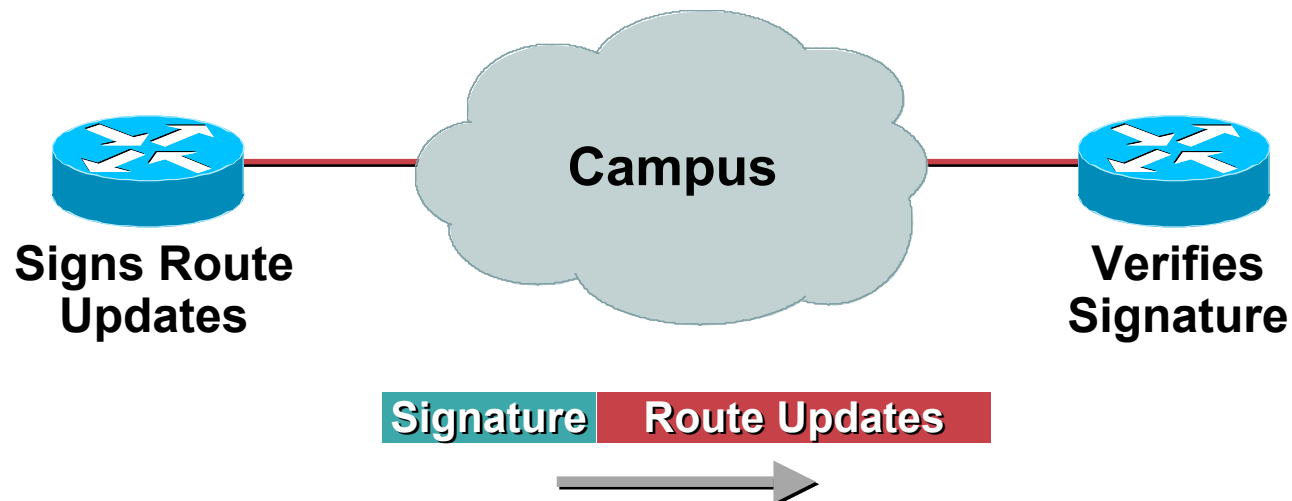 Campus
Signs Route
Updates
Verifies
Signature
Signature Route Updates